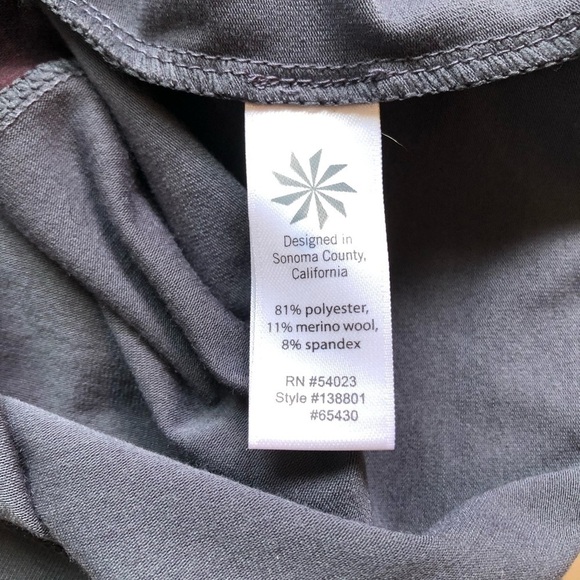 Designed in
Sonoma County,
California
81% polyester,
11% merino wool,
8% spandex
RN #54023
Style #138801
#65430